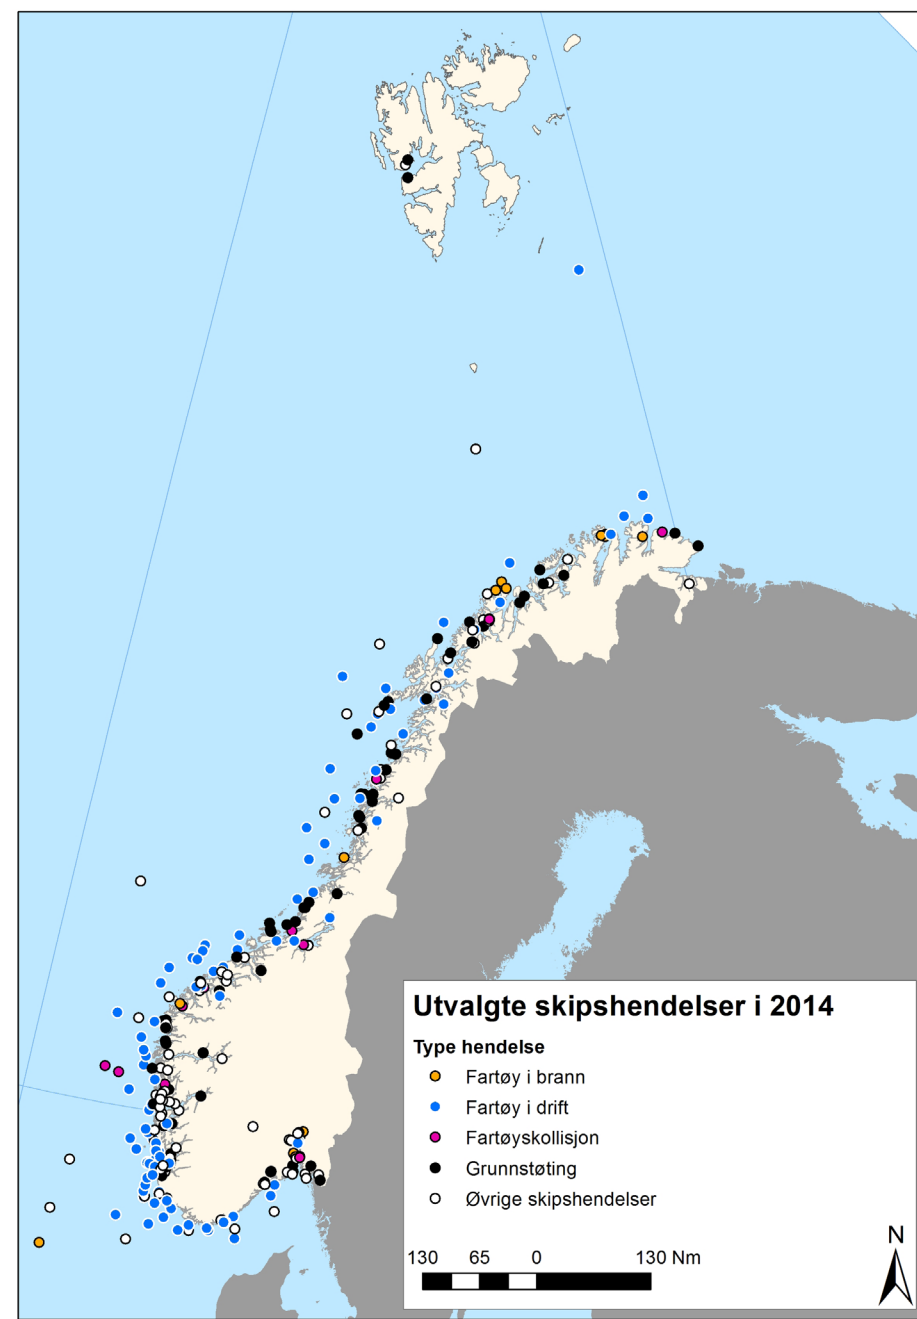 Utvalgte skipshendelser i 2014
Type hendelse
Fartøy i brann
Fartøy i drift
Fartøyskollisjon
Grunnstøting
Øvrige skipshendelser
N
130 65 0 130 Nm